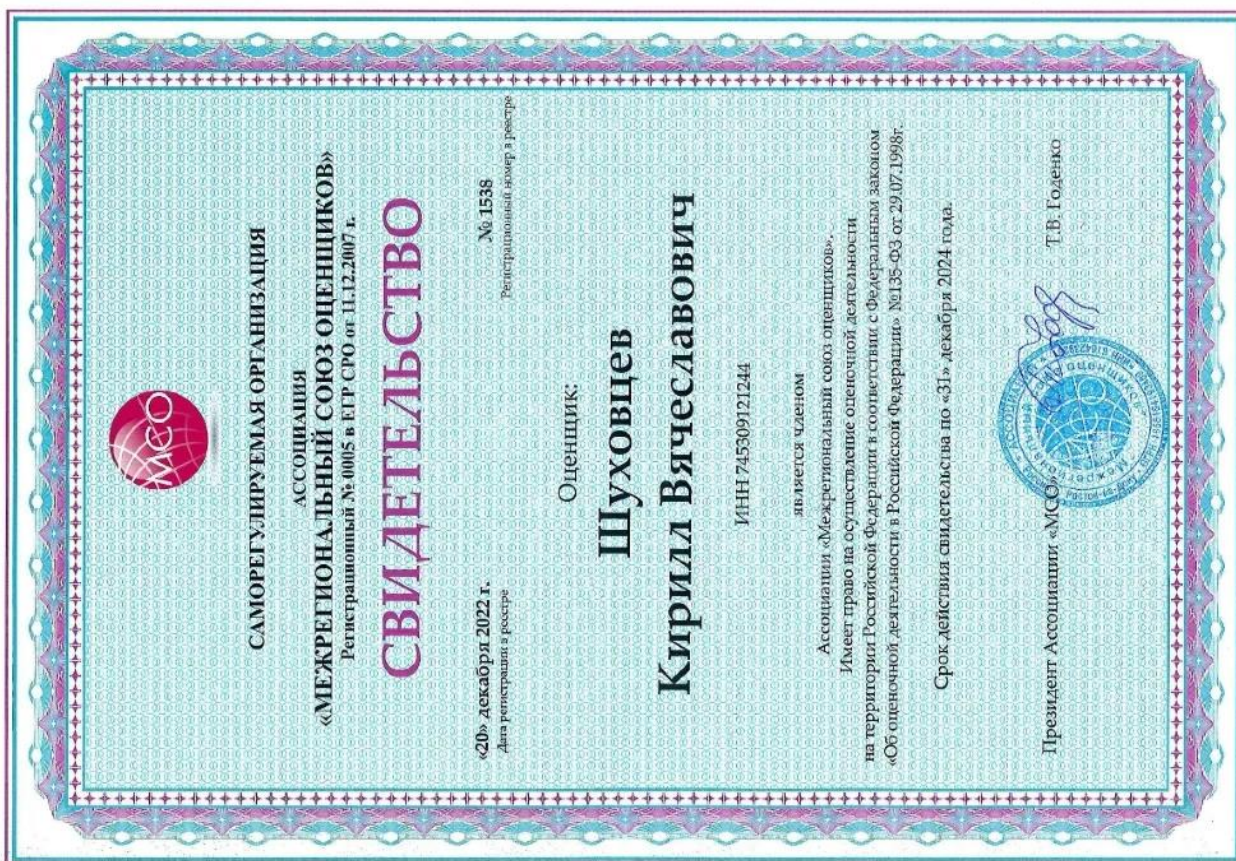 МСО
САМОРЕГУЛИРУЕМАЯ ОРГАНИЗАЦИЯ
АССОЦИАЦИЯ
«МЕЖРЕГИОНАЛЬНЫЙ СОЮЗ ОЦЕНЩИКОВ»
Регистрационный № 0005 в ЕГР СРО от 11.12.2007 г.
СВИДЕТЕЛЬСТВО
«20» декабря 2022 г. № 1538
Дата регистрации в реестре Регистрационный номер в реестре
Оценщик:
Шуховцев
Кирилл Вячеславович
ИНН 745309121244
является членом
Ассоциации «Межрегиональный союз оценщиков».
Имеет право на осуществление оценочной деятельности
на территории Российской Федерации в соответствии с Федеральным законом
«Об оценочной деятельности в Российской Федерации» №135-ФЗ от 29.07.1998г.
Срок действия свидетельства по «31» декабря 2024 года.
Президент Ассоциации «МСО» Т.В. Годенко